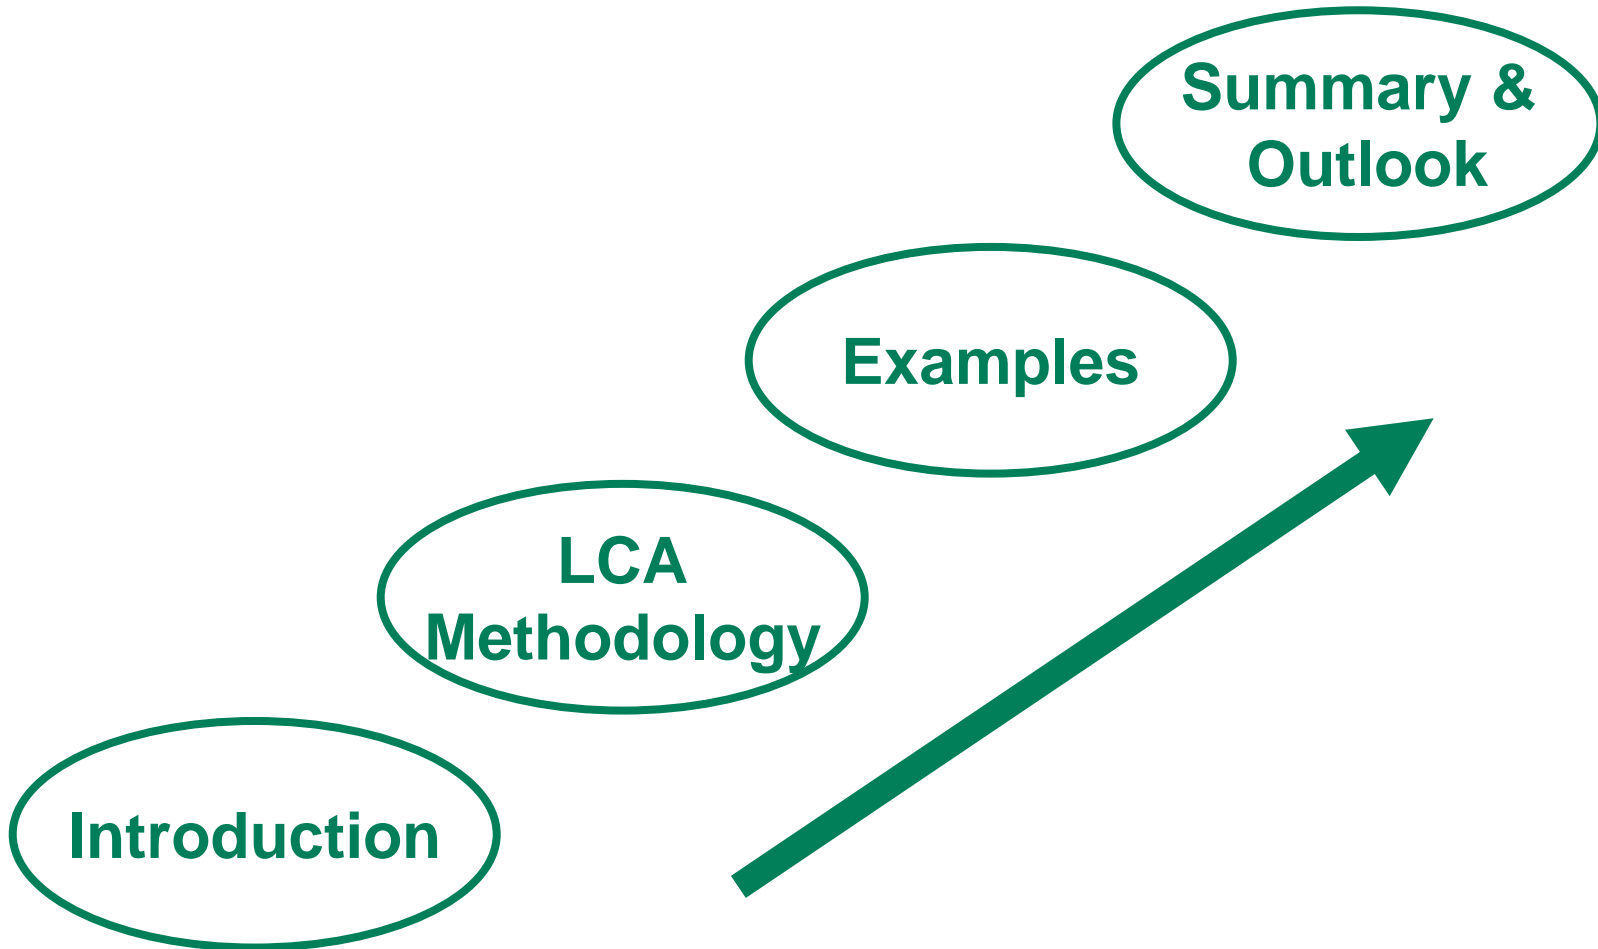 Summary &
Outlook
Examples
LCA
Methodology
Introduction